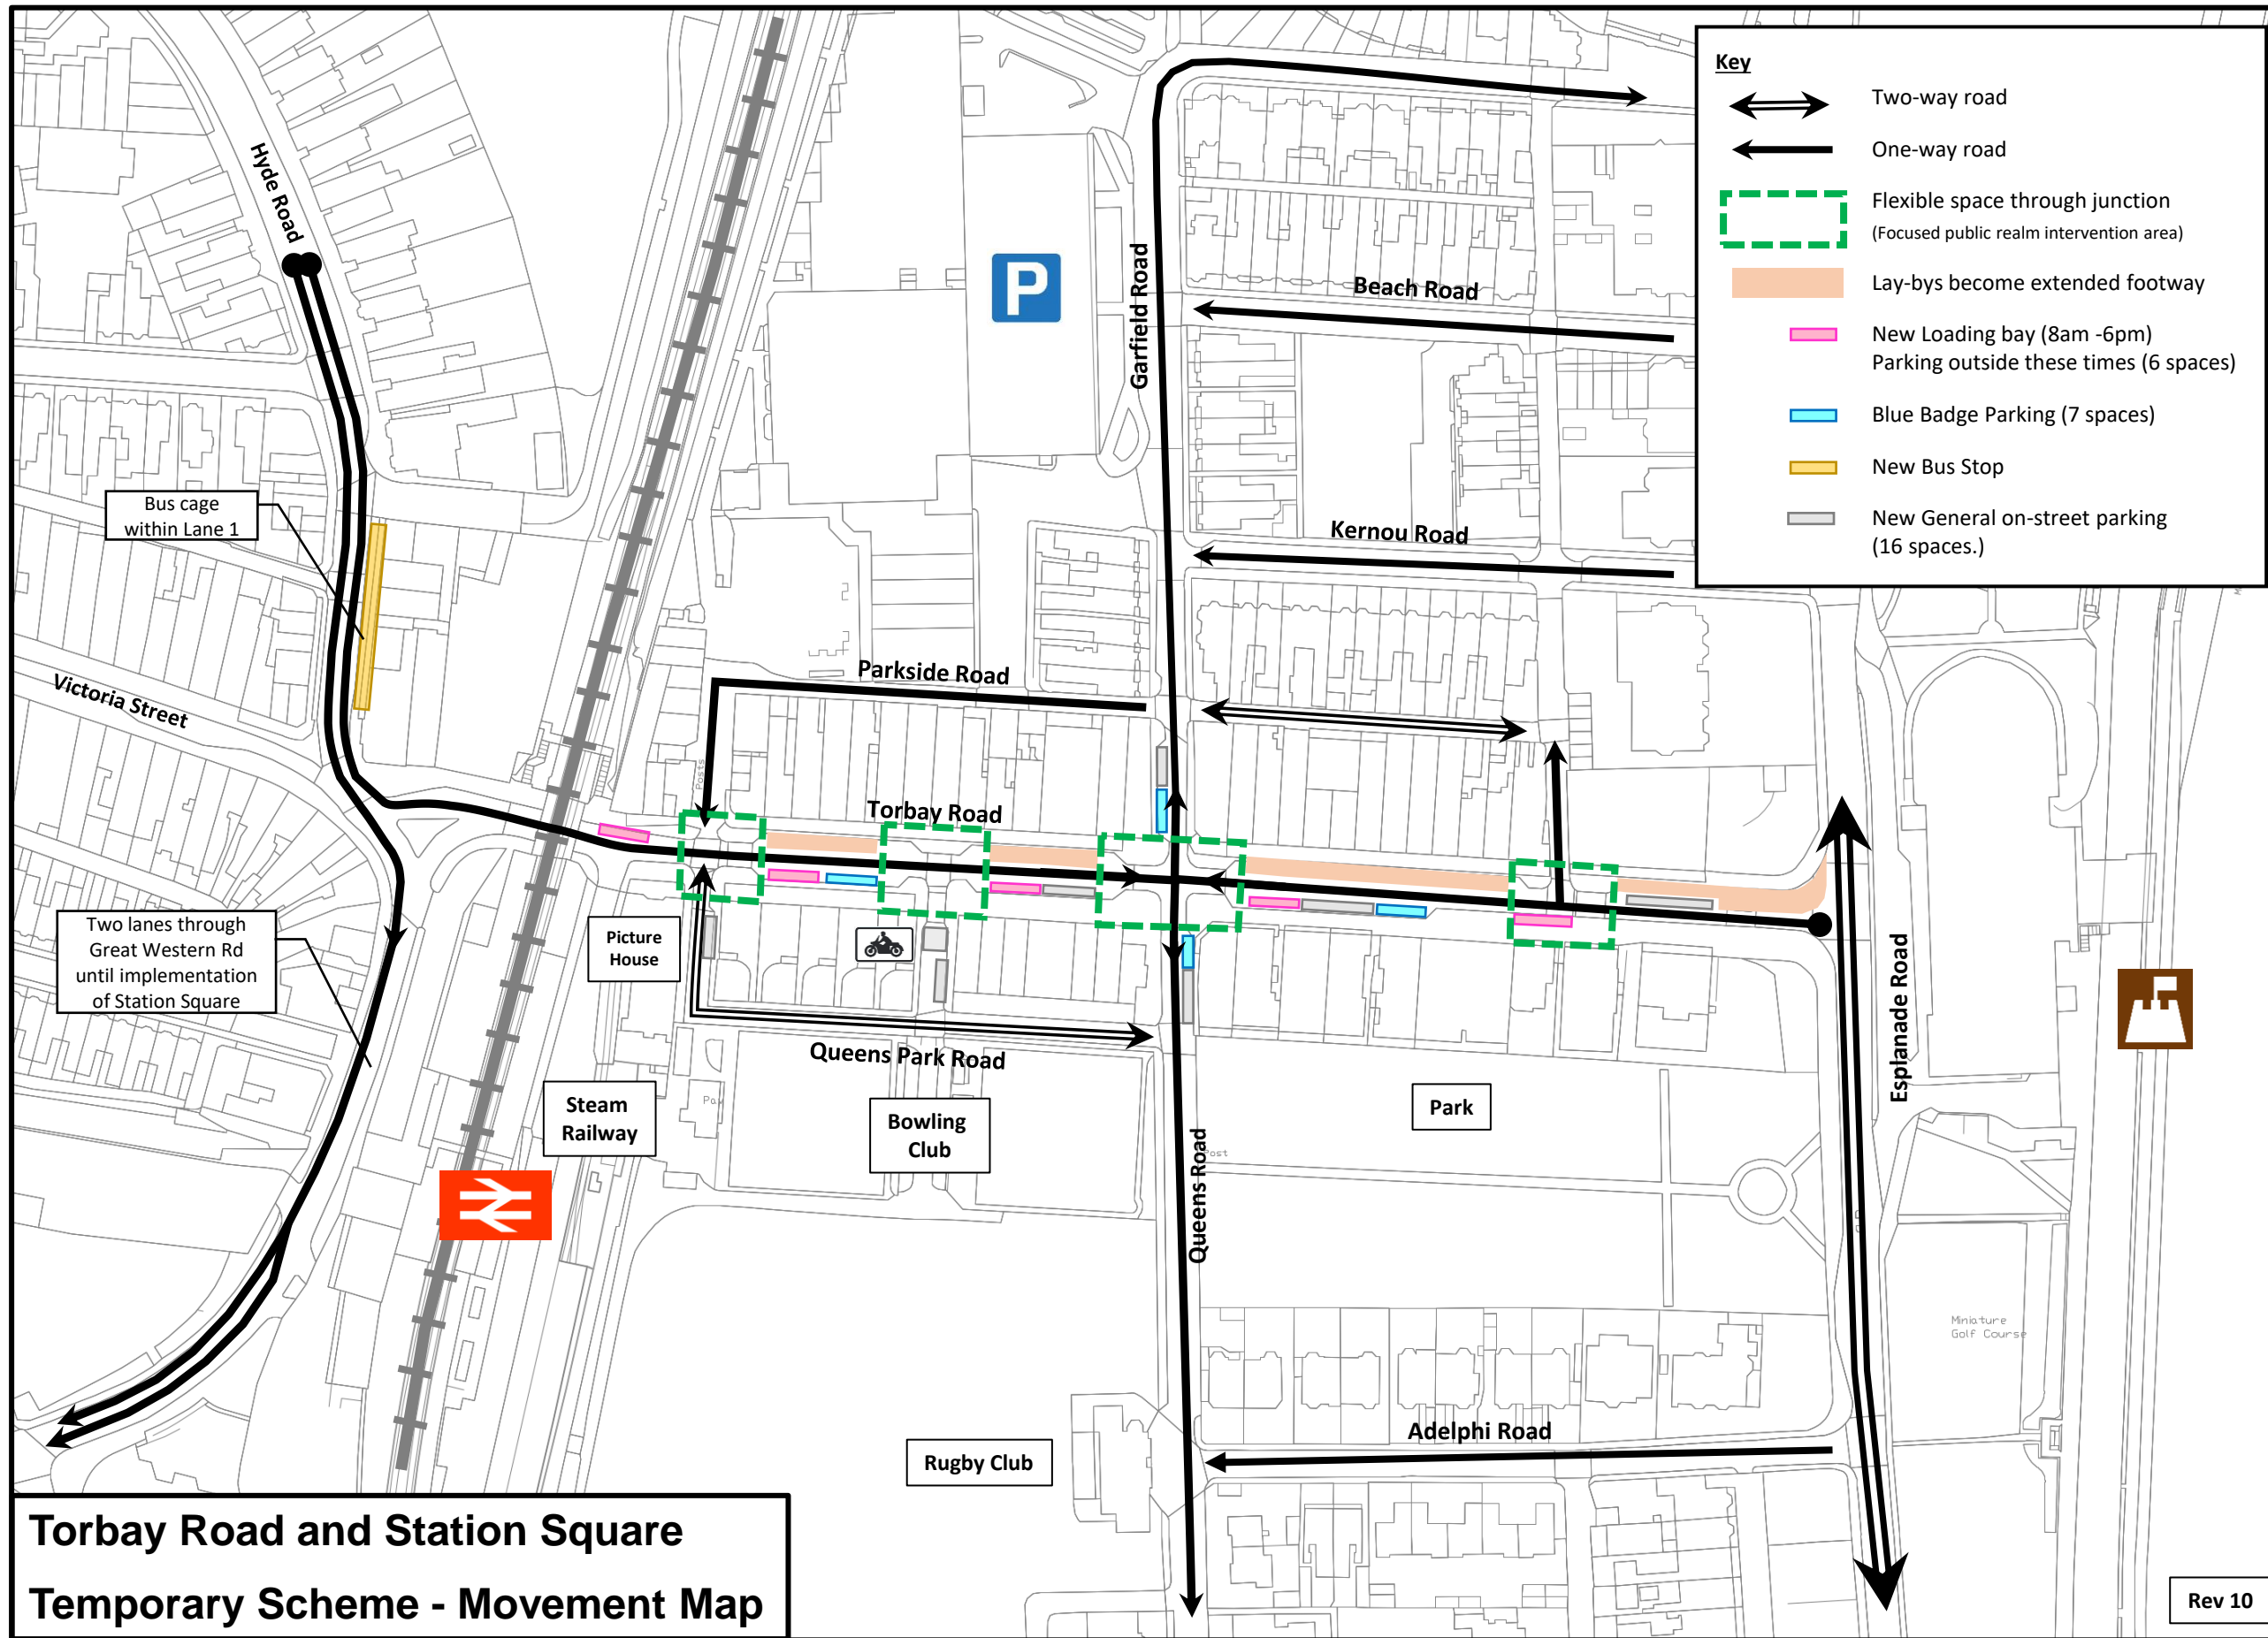 Key
Two-way road
One-way road
Flexible space through junction
(Focused public realm intervention area)
Lay-bys become extended footway
New Loading bay (8am -6pm)
Parking outside these times (6 spaces)
Blue Badge Parking (7 spaces)
New Bus Stop
New General on-street parking
(16 spaces.)
Hyde Road
P
Garfield Road
Beach Road
Bus cage
within Lane 1
Kernou Road
Victoria Street
Parkside Road
Posts
Torbay Road
Two lanes through
Great Western Rd
until implementation
of Station Square
Picture
House
Esplanade Road
Queens Park Road
Steam
Railway
Pav
Bowling
Club
Park
Queens Road
Post
Miniature
Golf Course
Adelphi Road
Rugby Club
Torbay Road and Station Square
Temporary Scheme - Movement Map
Rev 10